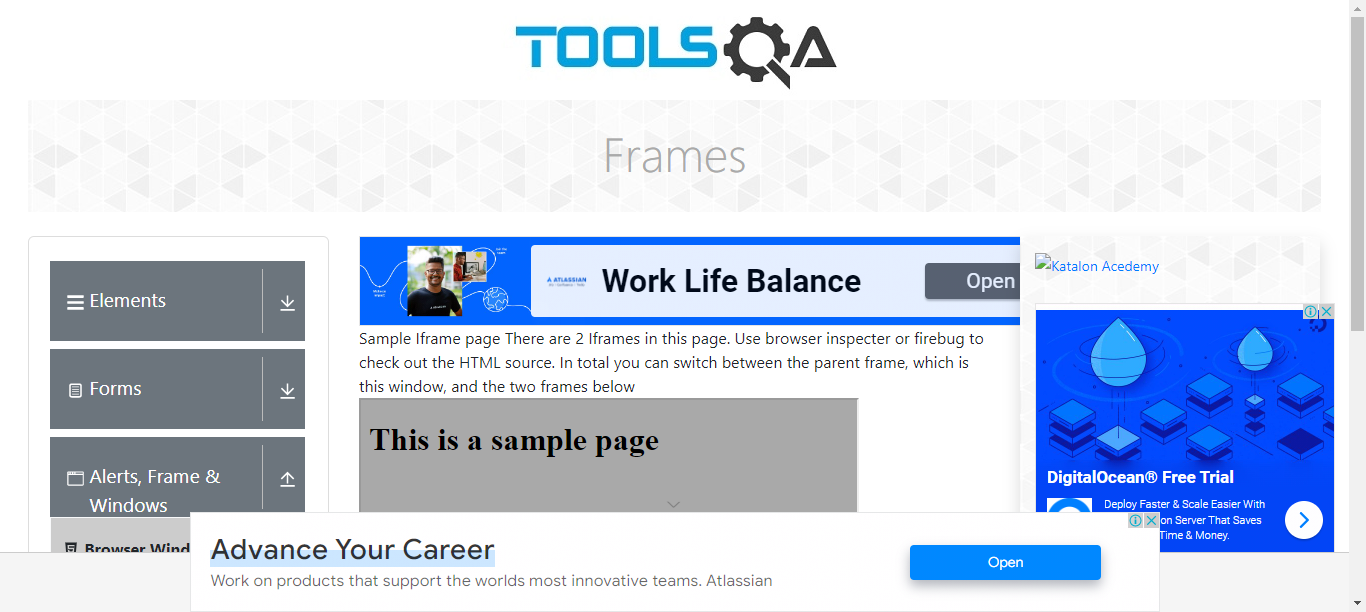 TOOLSQA
Frames
Elements
Forms
Alerts, Frame &
Windows
Browser Wind
ATLASSIAN
Work Life Balance
Open
Sample Iframe page There are 2 Iframes in this page. Use browser inspecter or firebug to
check out the HTML source. In total you can switch between the parent frame, which is
this window, and the two frames below
This is a sample page
Katalon Acedemy
DigitalOcean® Free Trial
Deploy Faster & Scale Easier With
on Server That Saves
Time & Money.
Advance Your Career
Work on products that support the worlds most innovative teams. Atlassian
Open